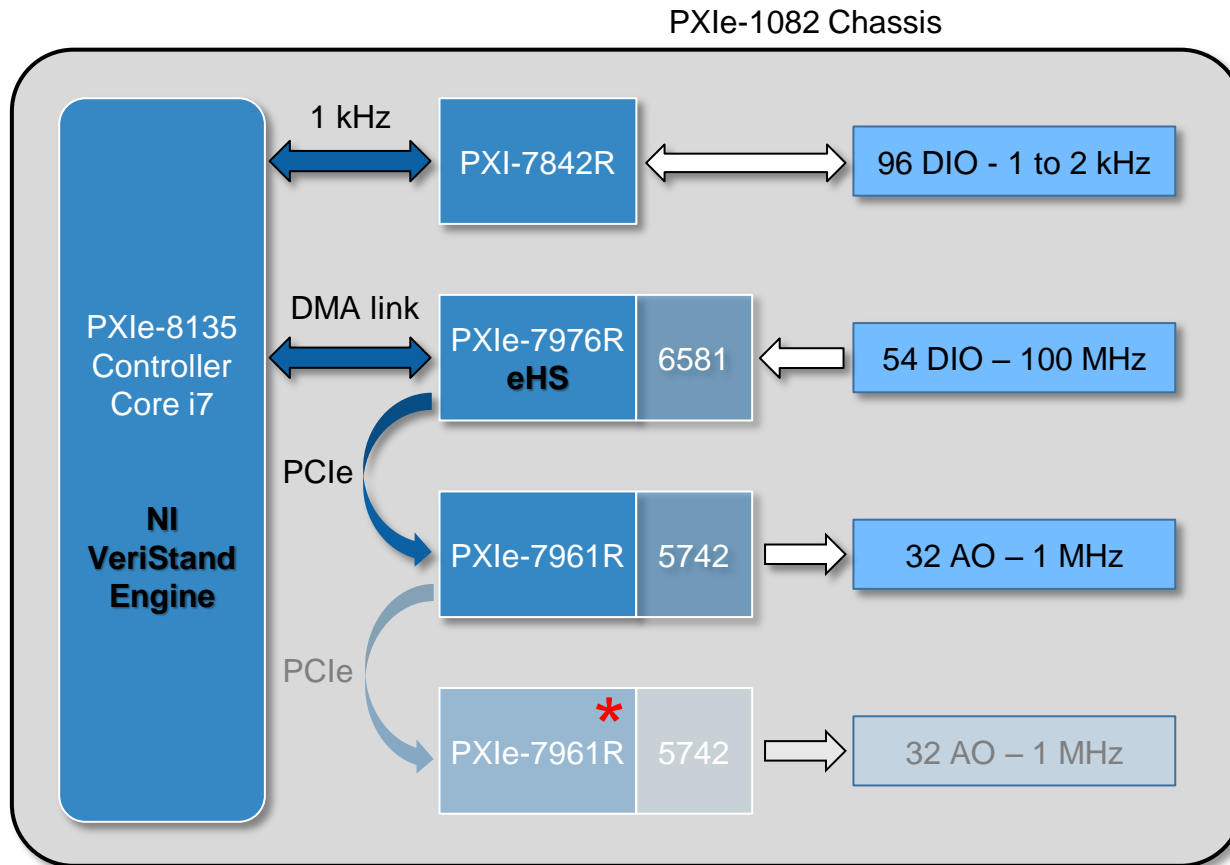 PXIe-1082 Chassis
1 kHz
PXI-7842R
96 DIO - 1 to 2 kHz
PXIe-8135
Controller
Core i7
NI
VeriStand
Engine
DMA link
PXIe-7976R
eHS
6581
54 DIO – 100 MHz
PCIe
PXIe-7961R
5742
32 AO – 1 MHz
PCIe
*
PXIe-7961R
5742
32 AO – 1 MHz